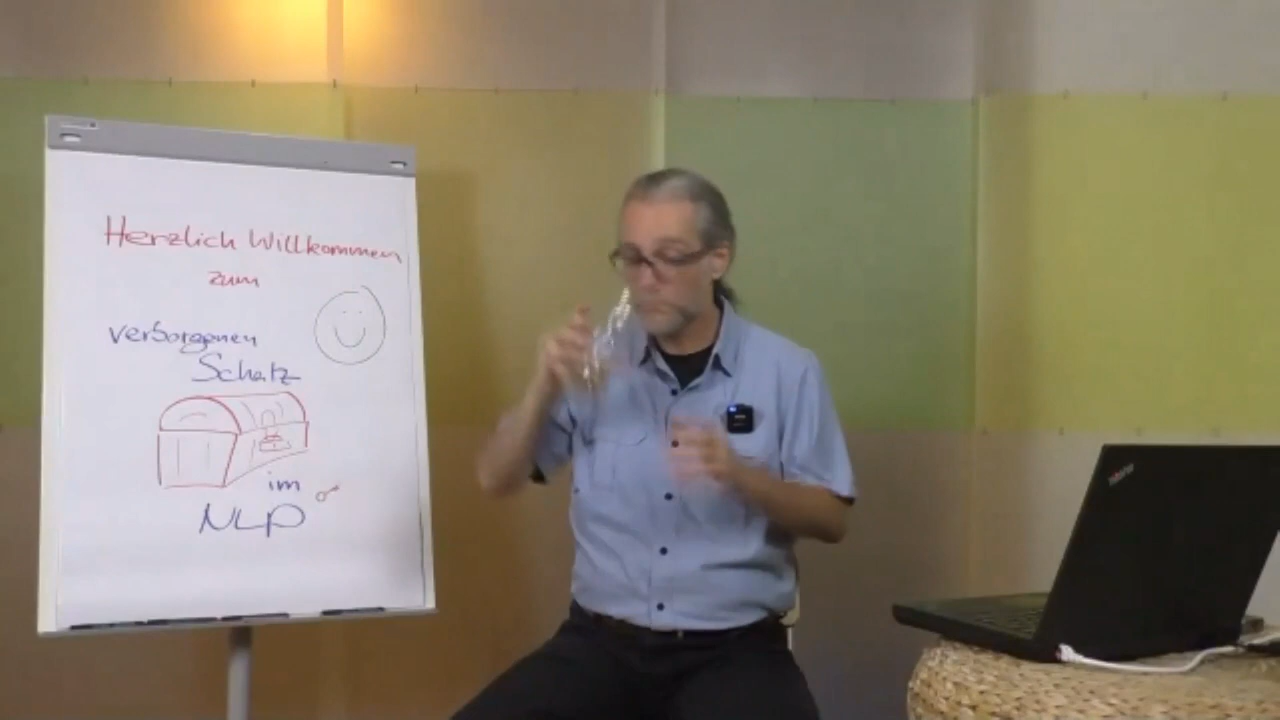 Herzlich Willkommen
zum
verborgenen
Schatz
im
NLP